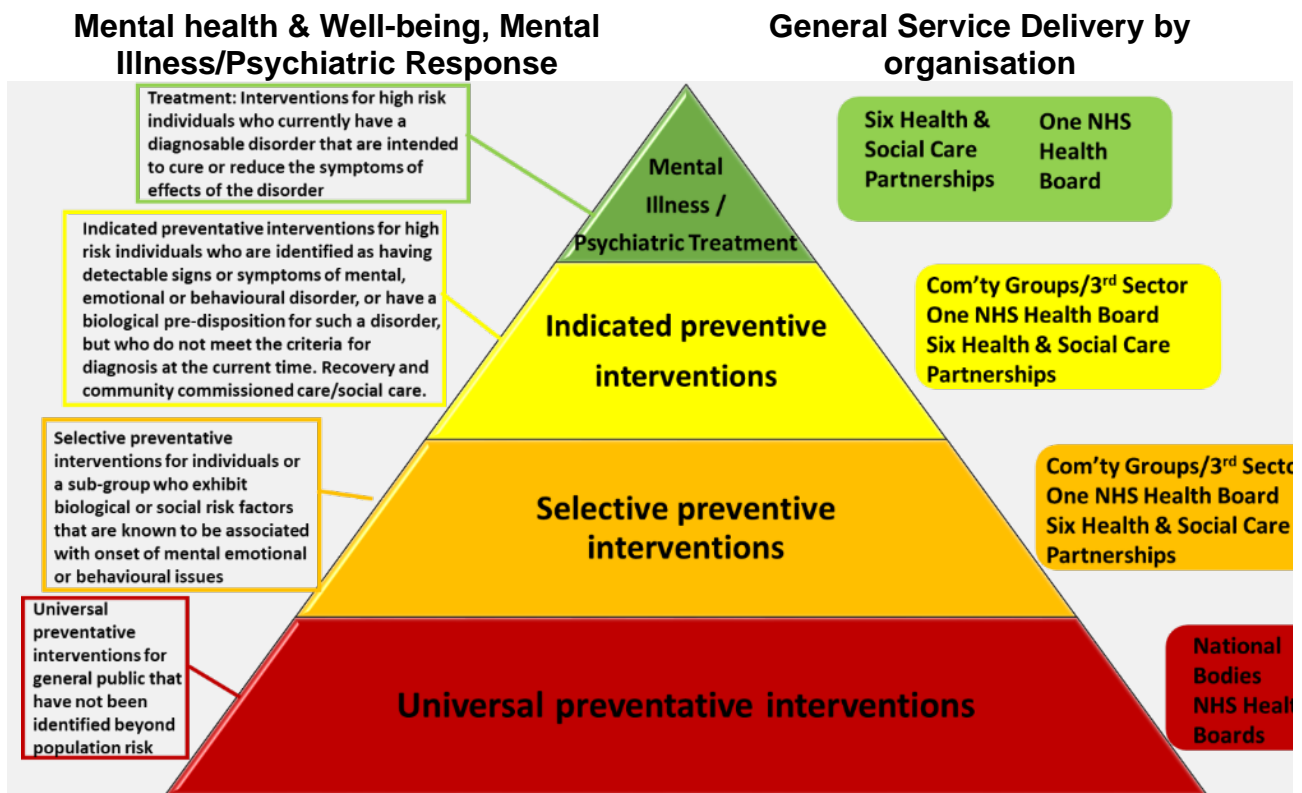 Mental health & Well-being, Mental
Illness/Psychiatric Response
General Service Delivery by
organisation
Treatment: Interventions for high risk
individuals who currently have a
diagnosable disorder that are intended
to cure or reduce the symptoms of
effects of the disorder
Mental
Illness /
Psychiatric Treatment
Six Health &
Social Care
Partnerships
One NHS
Health
Board
Indicated preventative interventions for high
risk individuals who are identified as having
detectable signs or symptoms of mental,
emotional or behavioural disorder, or have a
biological pre-disposition for such a disorder,
but who do not meet the criteria for
diagnosis at the current time. Recovery and
community commissioned care/social care.
Indicated preventive
interventions
Com'ty Groups/3rd Sector
One NHS Health Board
Six Health & Social Care
Partnerships
Selective preventative
interventions for individuals or
a sub-group who exhibit
biological or social risk factors
that are known to be associated
with onset of mental emotional
or behavioural issues
Selective preventive
interventions
Com'ty Groups/3rd Secto
One NHS Health Board
Six Health & Social Care
Partnerships
Universal
preventative
interventions for
general public that
have not been
identified beyond
population risk
Universal preventative interventions
National
Bodies
NHS Healt
Boards